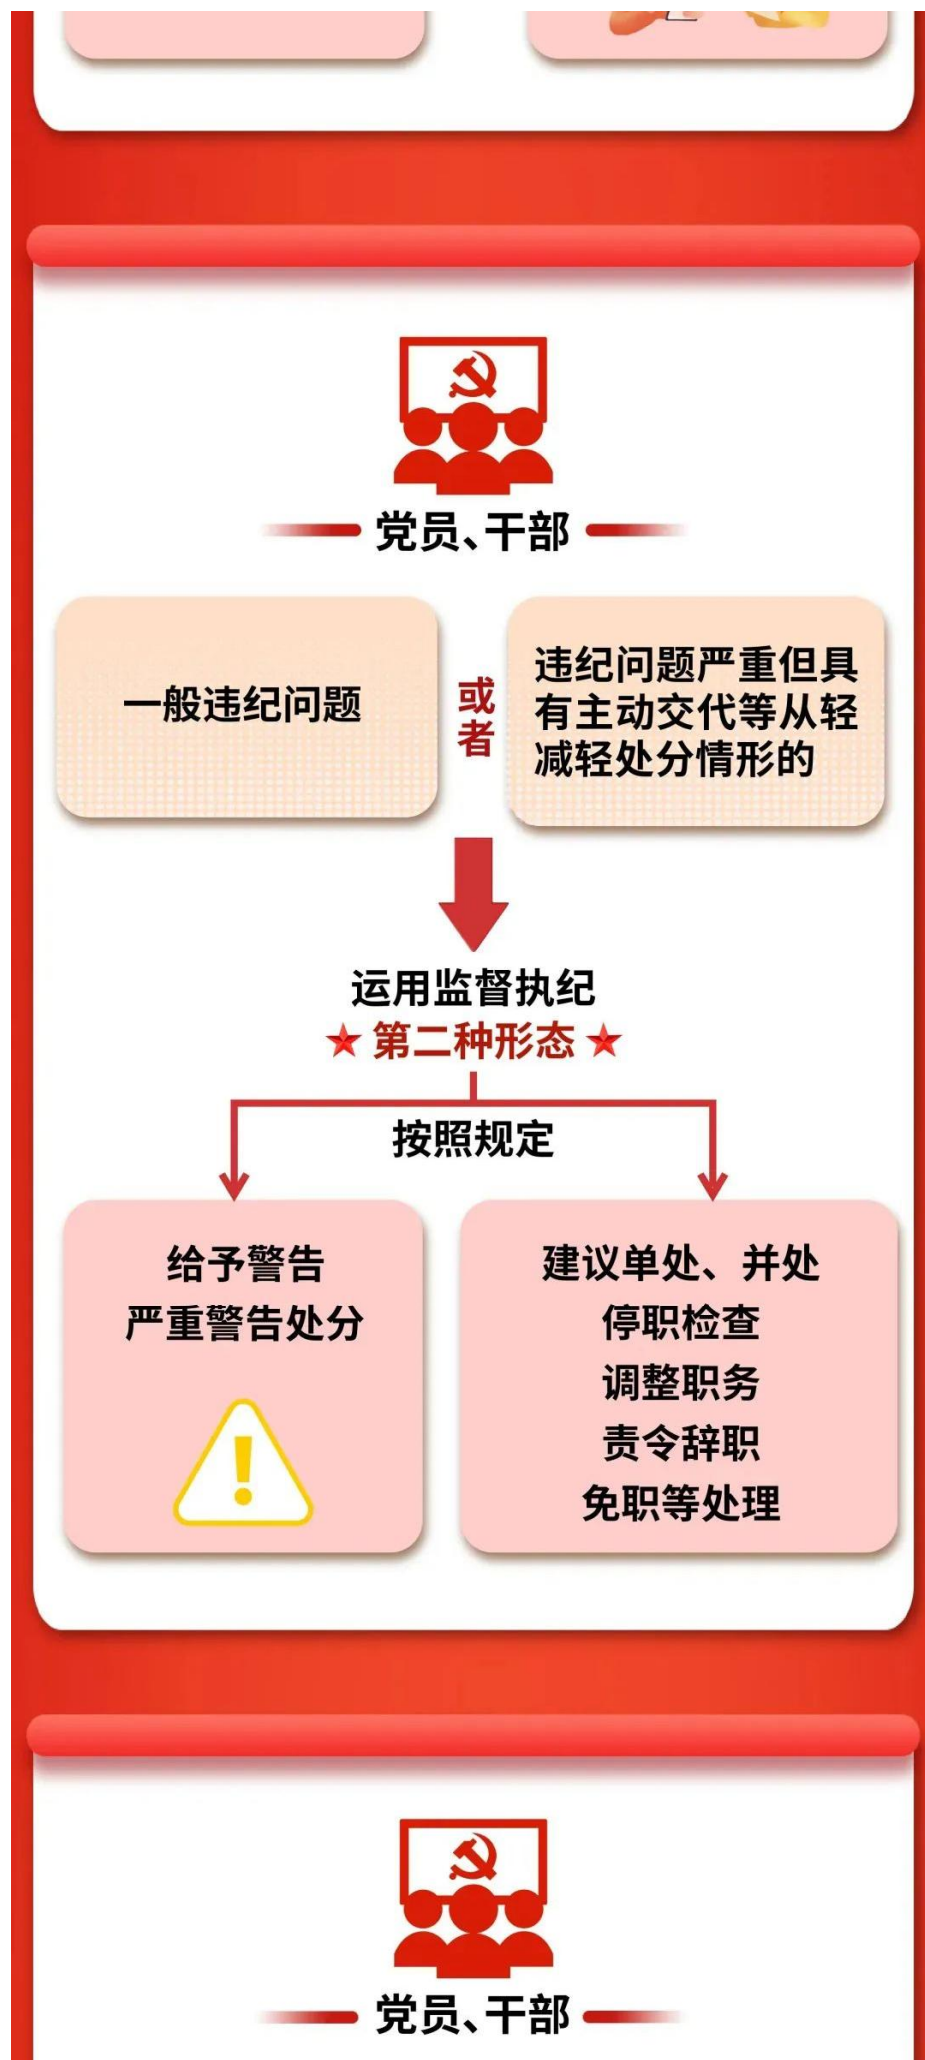 党员、干部
一般违纪问题
或
者
违纪问题严重但具
有主动交代等从轻
减轻处分情形的
运用监督执纪
第二种形态
按照规定
给予警告
严重警告处分
建议单处、并处
停职检查
调整职务
责令辞职
免职等处理
党员、干部